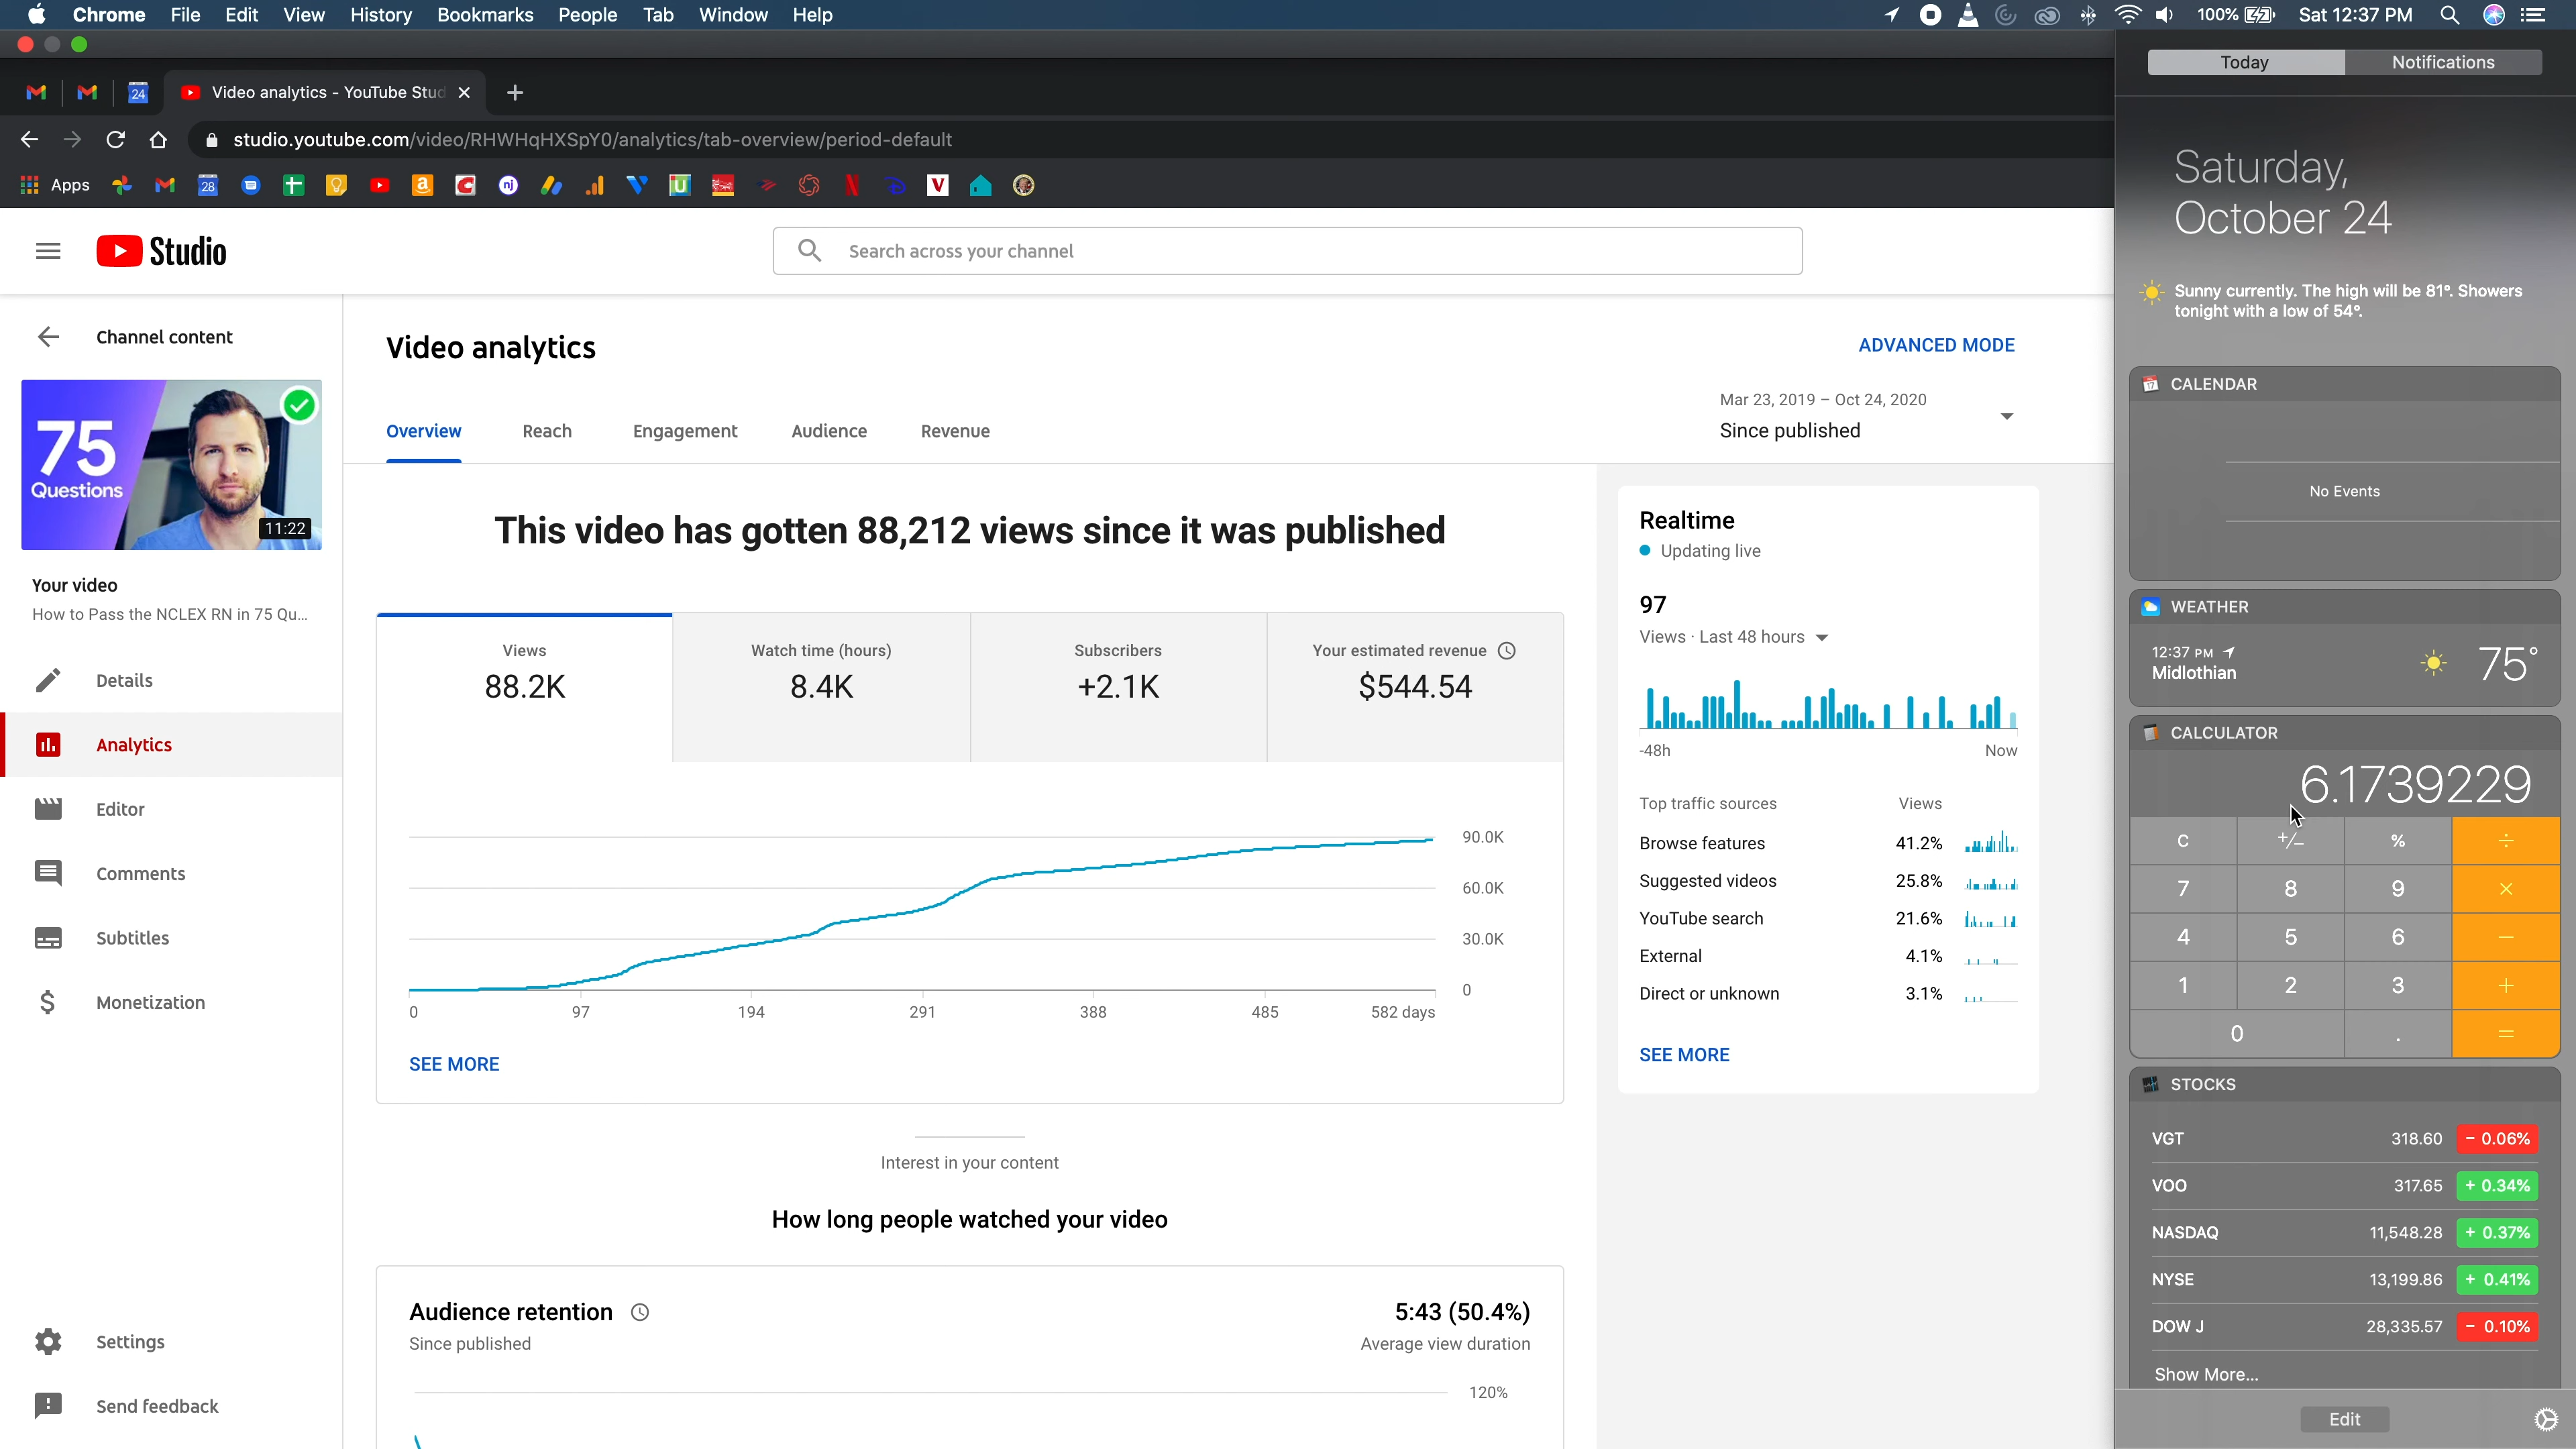 Chrome File Edit View History Bookmarks People Tab Window Help
100% Sat 12:37 PM
24 Video analytics - YouTube Stud
studio.youtube.com/video/RHWHqHXSpY0/analytics/tab-overview/period-default
Apps 28 nj
Studio
Search across your channel
Channel content
75
Questions
11:22
Your video
How to Pass the NCLEX RN in 75 Qu...
Details
Analytics
Editor
Comments
Subtitles
Monetization
Settings
Send feedback
Video analytics
ADVANCED MODE
Mar 23, 2019 – Oct 24, 2020
Since published
Overview Reach Engagement Audience Revenue
This video has gotten 88,212 views since it was published
Views
88.2K
Watch time (hours)
8.4K
Subscribers
+2.1K
Your estimated revenue
$544.54
90.0K
60.0K
30.0K
0
0 97 194 291 388 485 582 days
SEE MORE
Interest in your content
How long people watched your video
Audience retention
Since published
5:43 (50.4%)
Average view duration
120%
Realtime
Updating live
97
Views · Last 48 hours
-48h Now
Top traffic sources Views
Browse features 41.2%
Suggested videos 25.8%
YouTube search 21.6%
External 4.1%
Direct or unknown 3.1%
SEE MORE
Today Notifications
Saturday,
October 24
Sunny currently. The high will be 81°. Showers
tonight with a low of 54°.
17 CALENDAR
No Events
WEATHER
12:37 PM
Midlothian
75°
CALCULATOR
6.1739229
C +/− % ÷
7 8 9 ×
4 5 6 −
1 2 3 +
0 . =
STOCKS
VGT 318.60 - 0.06%
VOO 317.65 + 0.34%
NASDAQ 11,548.28 + 0.37%
NYSE 13,199.86 + 0.41%
DOW J 28,335.57 - 0.10%
Show More...
Edit